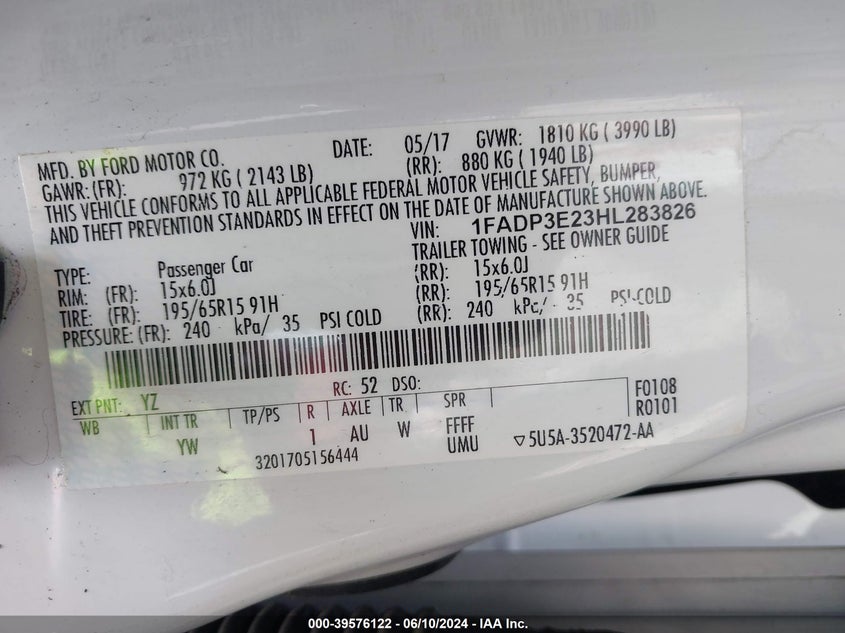 MFD. BY FORD MOTOR CO. DATE: 05/17 GVWR: 1810 KG ( 3990 LB)
GAWR: (FR): 972 KG ( 2143 LB) (RR): 880 KG ( 1940 LB)
THIS VEHICLE CONFORMS TO ALL APPLICABLE FEDERAL MOTOR VEHICLE SAFETY, BUMPER,
AND THEFT PREVENTION STANDARDS IN EFFECT ON THE DATE OF MANUFACTURE SHOWN ABOVE.
VIN: 1FADP3E23HL283826
TRAILER TOWING - SEE OWNER GUIDE
TYPE: Passenger Car
RIM: (FR): 15x6.0J (RR): 15x6.0J
TIRE: (FR): 195/65R15 91H (RR): 195/65R15 91H
PRESSURE: (FR): 240 kPa/ 35 PSI COLD (RR): 240 kPa/ 35 PSI COLD
RC: 52 DSO:
EXT PNT: YZ F0108
WB INT TR TP/PS R AXLE TR SPR R0101
YW 1 AU W FFFF
UMU
3201705156444 ▽5U5A-3520472-AA
000-39576122 - 06/10/2024 - IAA Inc.